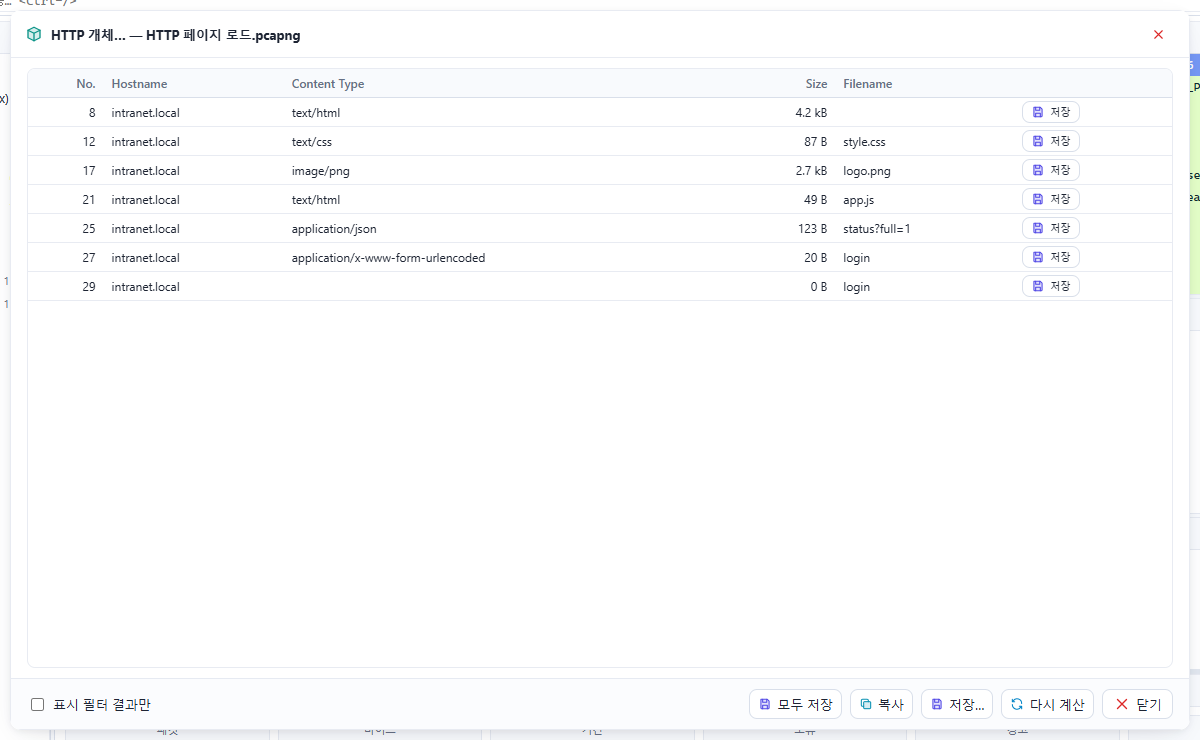 HTTP 개체... — HTTP 페이지 로드.pcapng
No. Hostname Content Type Size Filename
8 intranet.local text/html 4.2 kB 저장
12 intranet.local text/css 87 B style.css 저장
17 intranet.local image/png 2.7 kB logo.png 저장
21 intranet.local text/html 49 B app.js 저장
25 intranet.local application/json 123 B status?full=1 저장
27 intranet.local application/x-www-form-urlencoded 20 B login 저장
29 intranet.local 0 B login 저장
표시 필터 결과만 모두 저장 복사 저장... 다시 계산 닫기